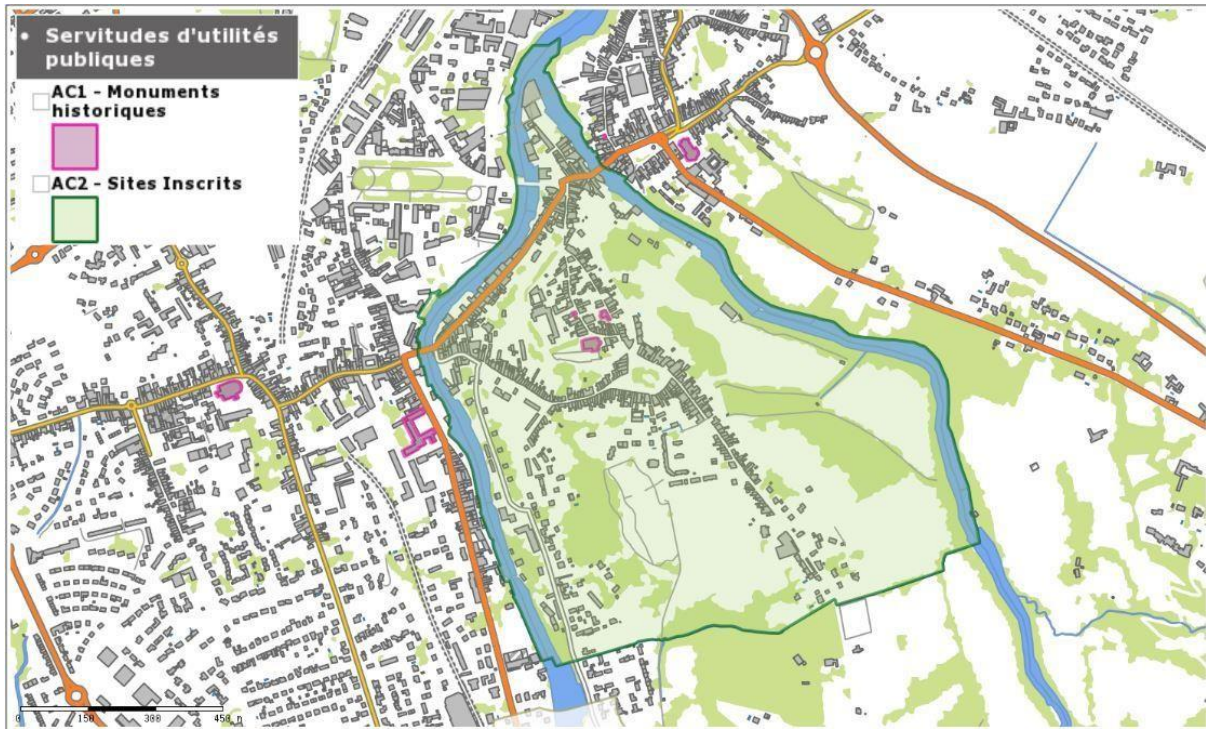 • Servitudes d'utilités
publiques
AC1 - Monuments
historiques
AC2 - Sites Inscrits
0 150 300 450 m